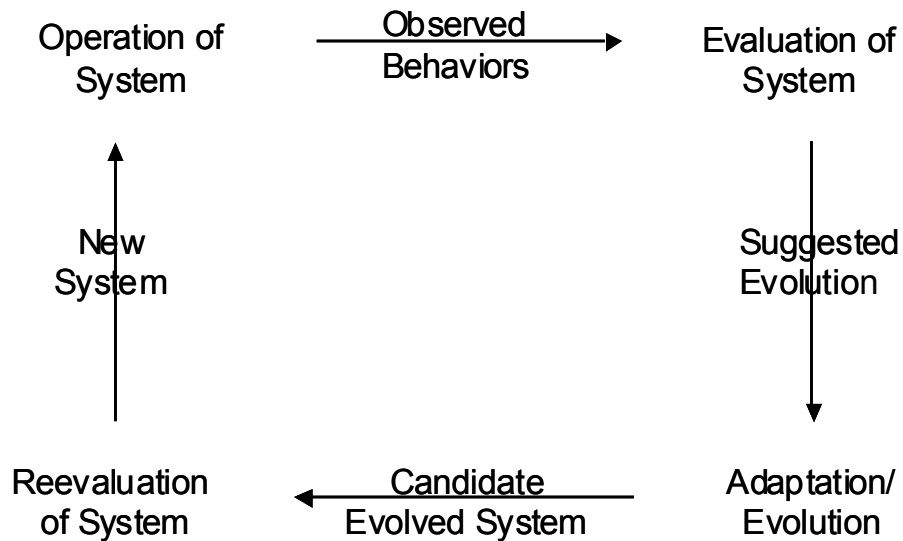 Operation of
System
Observed
Behaviors
Evaluation of
System
New
System
Suggested
Evolution
Reevaluation
of System
Candidate
Evolved System
Adaptation/
Evolution